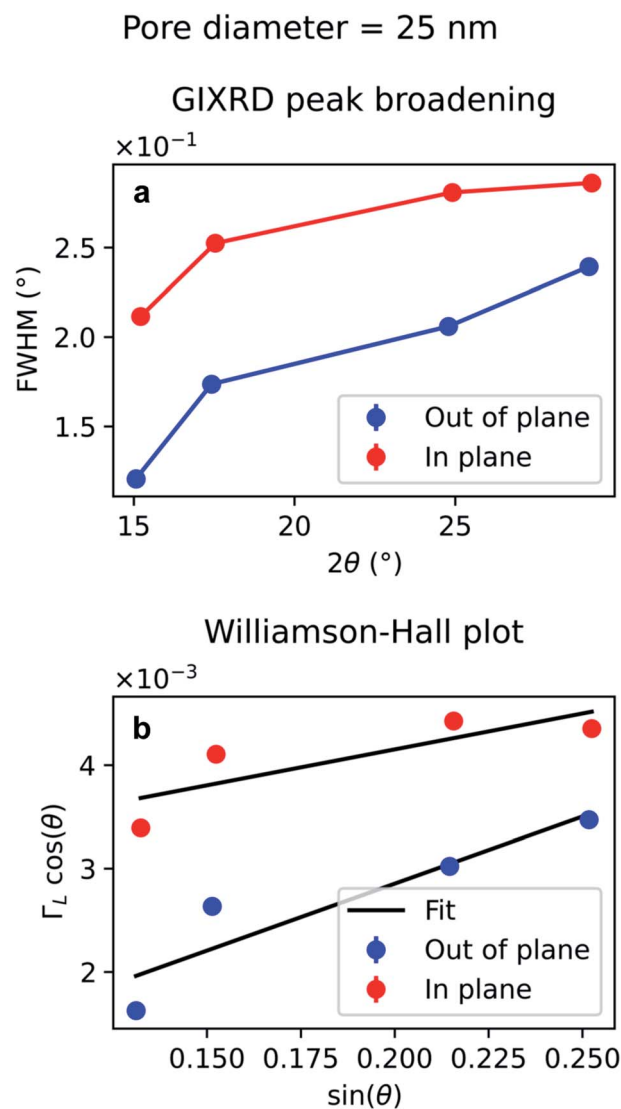 Pore diameter = 25 nm
GIXRD peak broadening
×10⁻¹
a
2.5
2.0
1.5
FWHM (°)
Out of plane
In plane
15 20 25
2θ (°)
Williamson-Hall plot
×10⁻³
b
4
3
2
Γ_L cos(θ)
Fit
Out of plane
In plane
0.150 0.175 0.200 0.225 0.250
sin(θ)